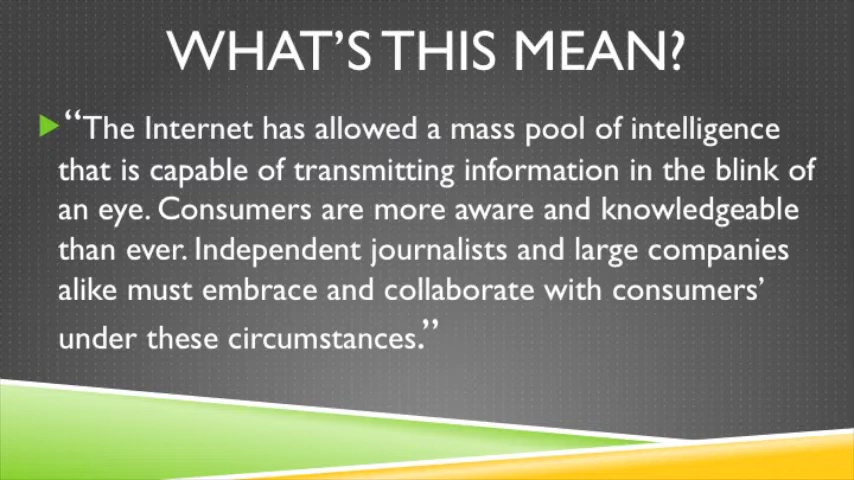 WHAT’S THIS MEAN?
“The Internet has allowed a mass pool of intelligence
that is capable of transmitting information in the blink of
an eye. Consumers are more aware and knowledgeable
than ever. Independent journalists and large companies
alike must embrace and collaborate with consumers’
under these circumstances.”